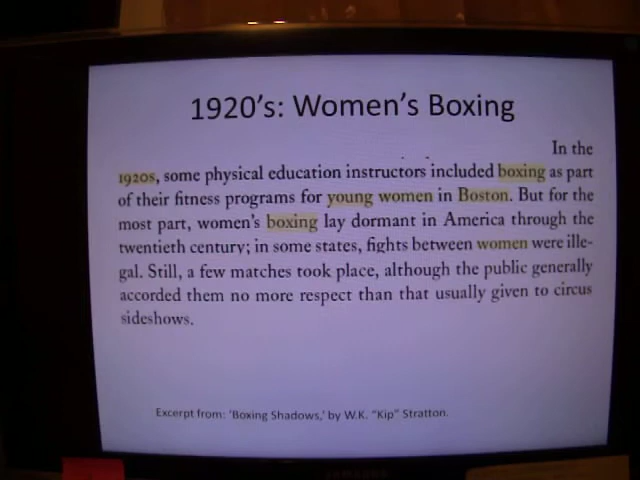 1920's: Women's Boxing
In the
1920s, some physical education instructors included boxing as part
of their fitness programs for young women in Boston. But for the
most part, women's boxing lay dormant in America through the
twentieth century; in some states, fights between women were ille-
gal. Still, a few matches took place, although the public generally
accorded them no more respect than that usually given to circus
sideshows.
Excerpt from: 'Boxing Shadows,' by W.K. "Kip" Stratton.
SAMSUNG